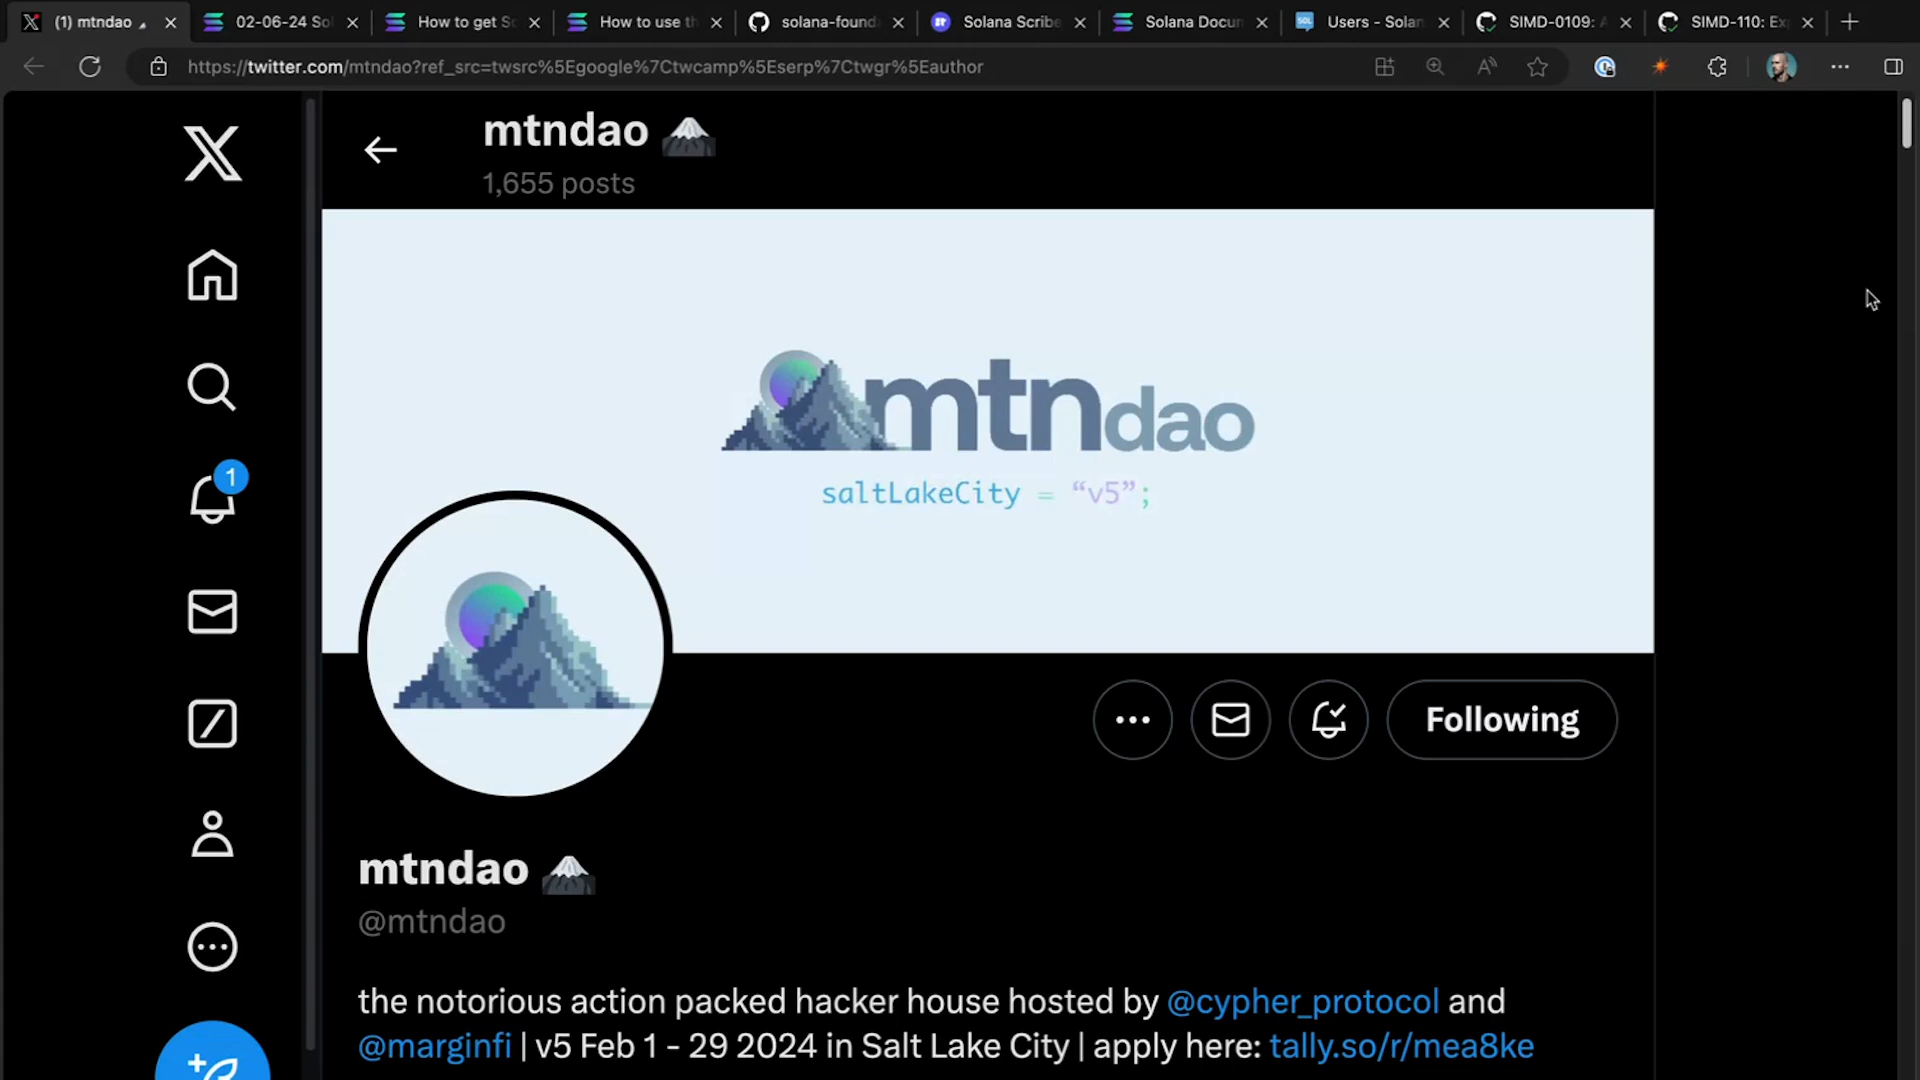 (1) mtndao
02-06-24 Sol
How to get So
How to use th
solana-found
Solana Scribe
Solana Docun
Users - Solan
SIMD-0109: A
SIMD-110: Ex
https://twitter.com/mtndao?ref_src=twsrc%5Egoogle%7Ctwcamp%5Eserp%7Ctwgr%5Eauthor
mtndao
1,655 posts
mtndao
saltLakeCity = “v5”;
1
Following
mtndao
@mtndao
the notorious action packed hacker house hosted by @cypher_protocol and
@marginfi | v5 Feb 1 - 29 2024 in Salt Lake City | apply here: tally.so/r/mea8ke